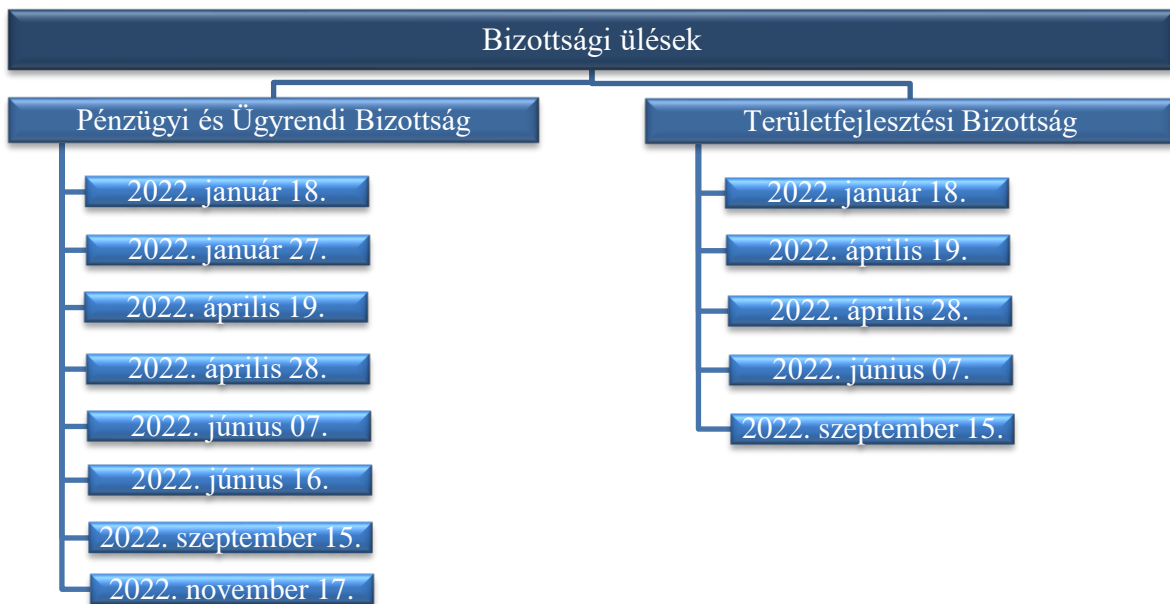 Bizottsági ülések
Pénzügyi és Ügyrendi Bizottság
2022. január 18.
2022. január 27.
2022. április 19.
2022. április 28.
2022. június 07.
2022. június 16.
2022. szeptember 15.
2022. november 17.
Területfejlesztési Bizottság
2022. január 18.
2022. április 19.
2022. április 28.
2022. június 07.
2022. szeptember 15.